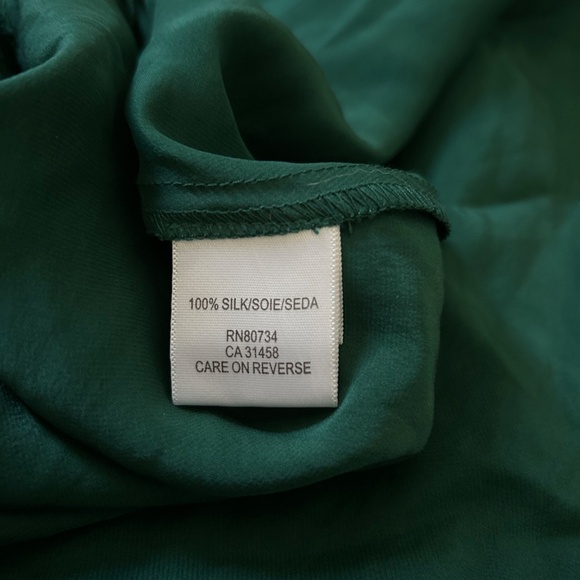 100% SILK/SOIE/SEDA
RN80734
CA 31458
CARE ON REVERSE